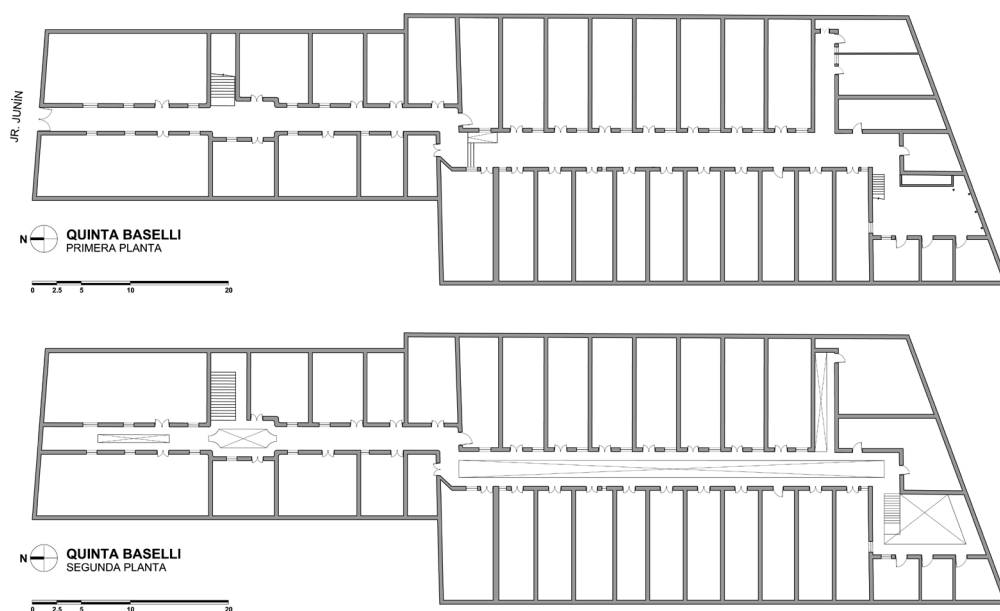 JR. JUNÍN
N
QUINTA BASELLI
PRIMERA PLANTA
0 2.5 5 10 20
N
QUINTA BASELLI
SEGUNDA PLANTA
0 2.5 5 10 20